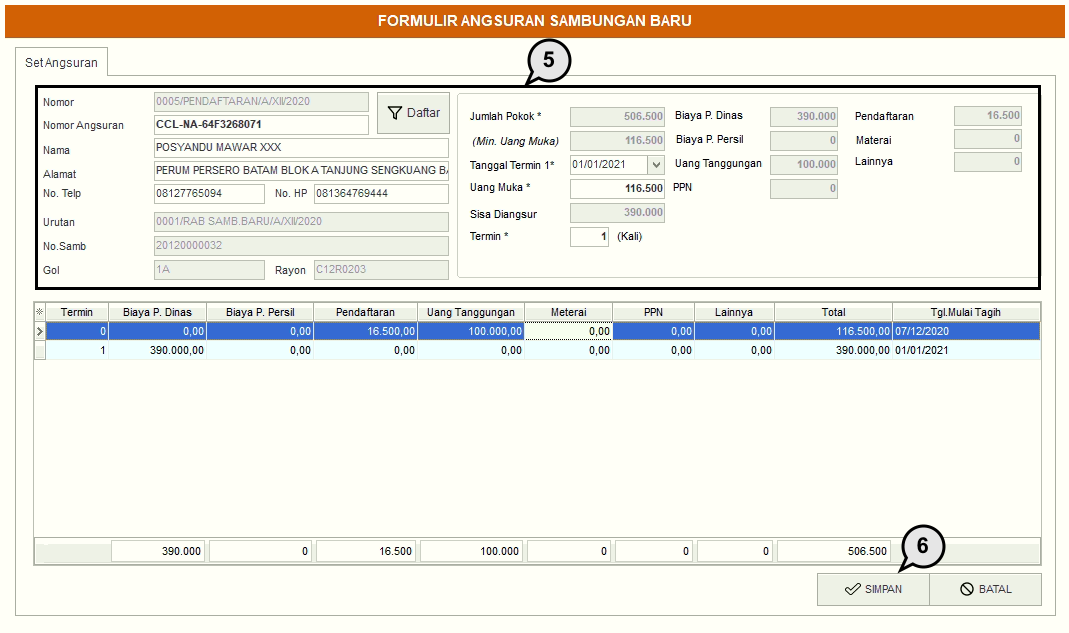 FORMULIR ANGSURAN SAMBUNGAN BARU
Set Angsuran
5
Nomor 0005/PENDAFTARAN/A/XII/2020
Nomor Angsuran CCL-NA-64F3268071
Daftar
Nama POSYANDU MAWAR XXX
Alamat PERUM PERSERO BATAM BLOK A TANJUNG SENGKUANG BA
No. Telp 08127765094 No. HP 081364769444
Urutan 0001/RAB SAMB.BARU/A/XII/2020
No.Samb 20120000032
Gol 1A Rayon C12R0203
Jumlah Pokok * 506.500 Biaya P. Dinas 390.000 Pendaftaran 16.500
(Min. Uang Muka) 116.500 Biaya P. Persil 0 Materai 0
Tanggal Termin 1* 01/01/2021 Uang Tanggungan 100.000 Lainnya 0
Uang Muka * 116.500 PPN 0
Sisa Diangsur 390.000
Termin * 1 (Kali)
Termin Biaya P. Dinas Biaya P. Persil Pendaftaran Uang Tanggungan Meterai PPN Lainnya Total Tgl.Mulai Tagih
0 0,00 0,00 16.500,00 100.000,00 0,00 0,00 0,00 116.500,00 07/12/2020
1 390.000,00 0,00 0,00 0,00 0,00 0,00 0,00 390.000,00 01/01/2021
390.000 0 16.500 100.000 0 0 0 506.500
6
SIMPAN BATAL